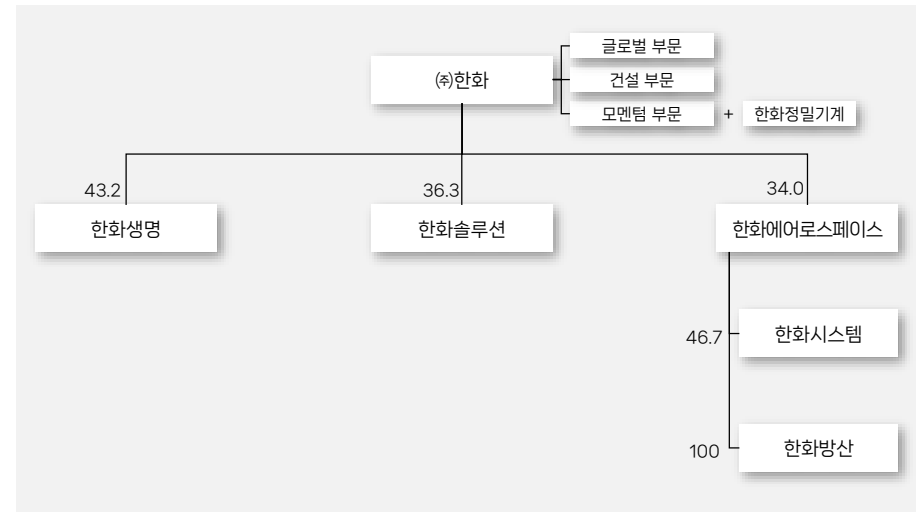 글로벌 부문
㈜한화
건설 부문
모멘텀 부문 + 한화정밀기계
43.2 36.3 34.0
한화생명 한화솔루션 한화에어로스페이스
46.7 한화시스템
100 한화방산